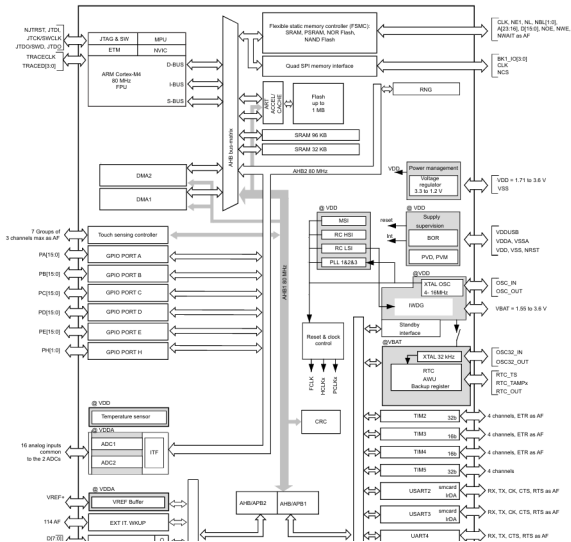 NJTRST, JTDI,
JTCK/SWCLK
JTDO/SWD, JTDO
TRACECLK
TRACED[3:0]
JTAG & SW
MPU
ETM
NVIC
ARM Cortex-M4
80 MHz
FPU
D-BUS
I-BUS
S-BUS
AHB bus-matrix
Flexible static memory controller (FSMC):
SRAM, PSRAM, NOR Flash,
NAND Flash
CLK, NE1, NL, NBL[1:0],
A[23:16], D[15:0], NOE, NWE,
NWAIT as AF
Quad SPI memory interface
BK1_IO[3:0]
CLK
NCS
ART
ACCEL/
CACHE
Flash
up to
1 MB
RNG
SRAM 96 KB
SRAM 32 KB
AHB2 80 MHz
DMA2
DMA1
VDD
Power management
Voltage
regulator
3.3 to 1.2 V
VDD = 1.71 to 3.6 V
VSS
7 Groups of
3 channels max as AF
Touch sensing controller
PA[15:0]
GPIO PORT A
PB[15:0]
GPIO PORT B
PC[15:0]
GPIO PORT C
PD[15:0]
GPIO PORT D
PE[15:0]
GPIO PORT E
PH[1:0]
GPIO PORT H
AHB1 80 MHz
@ VDD
MSI
RC HSI
RC LSI
PLL 1&2&3
reset
Int
@ VDD
Supply
supervision
BOR
PVD, PVM
VDDUSB
VDDA, VSSA
VDD, VSS, NRST
@VDD
XTAL OSC
4- 16MHz
OSC_IN
OSC_OUT
IWDG
VBAT = 1.55 to 3.6 V
Standby
interface
@VBAT
XTAL 32 kHz
OSC32_IN
OSC32_OUT
RTC
AWU
Backup register
RTC_TS
RTC_TAMPx
RTC_OUT
Reset & clock
control
FCLK
HCLKx
PCLKx
CRC
@ VDD
Temperature sensor
@ VDDA
16 analog inputs
common
to the 2 ADCs
ADC1
ADC2
ITF
@ VDDA
VREF+
VREF Buffer
114 AF
EXT IT. WKUP
D[7:0]
AHB/APB2
AHB/APB1
TIM2
32b
4 channels, ETR as AF
TIM3
16b
4 channels, ETR as AF
TIM4
16b
4 channels, ETR as AF
TIM5
32b
4 channels
USART2
smcard
IrDA
RX, TX, CK, CTS, RTS as AF
USART3
smcard
IrDA
RX, TX, CK, CTS, RTS as AF
UART4
RX, TX, CTS, RTS as AF